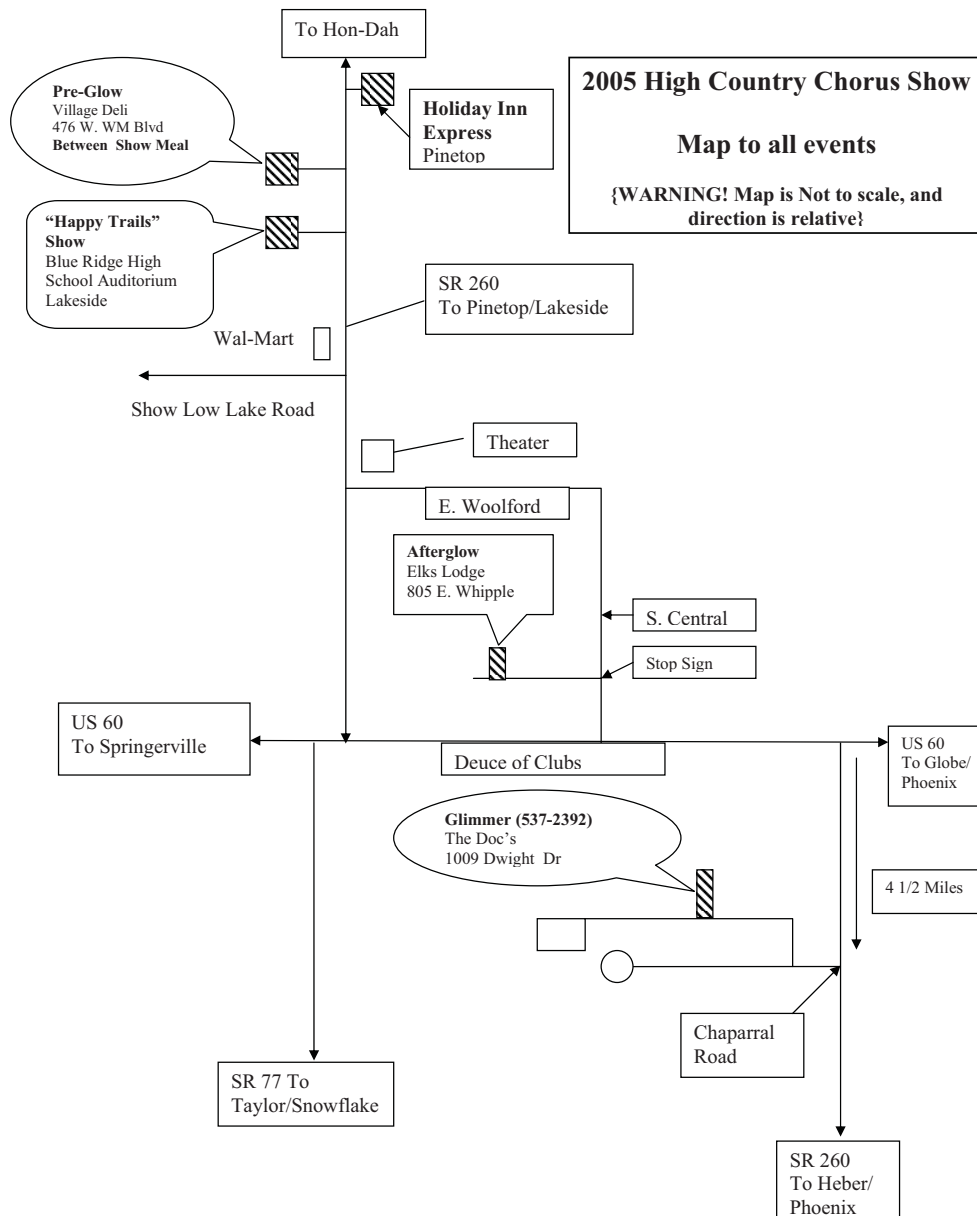 To Hon-Dah
2005 High Country Chorus Show
Map to all events
{WARNING! Map is Not to scale, and
direction is relative}
Pre-Glow
Village Deli
476 W. WM Blvd
Between Show Meal
Holiday Inn
Express
Pinetop
“Happy Trails”
Show
Blue Ridge High
School Auditorium
Lakeside
SR 260
To Pinetop/Lakeside
Wal-Mart
Show Low Lake Road
Theater
E. Woolford
Afterglow
Elks Lodge
805 E. Whipple
S. Central
Stop Sign
US 60
To Springerville
Deuce of Clubs
US 60
To Globe/
Phoenix
Glimmer (537-2392)
The Doc's
1009 Dwight Dr
4 1/2 Miles
Chaparral
Road
SR 77 To
Taylor/Snowflake
SR 260
To Heber/
Phoenix